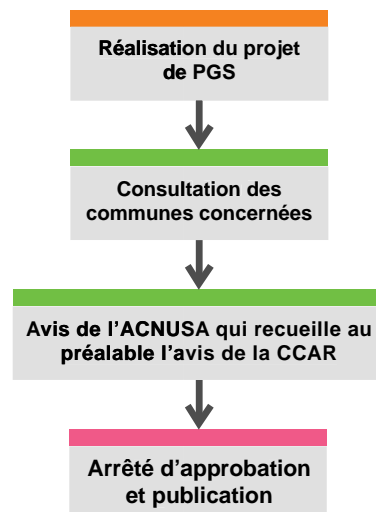 Réalisation du projet
de PGS
Consultation des
communes concernées
Avis de l'ACNUSA qui recueille au
préalable l'avis de la CCAR
Arrêté d'approbation
et publication